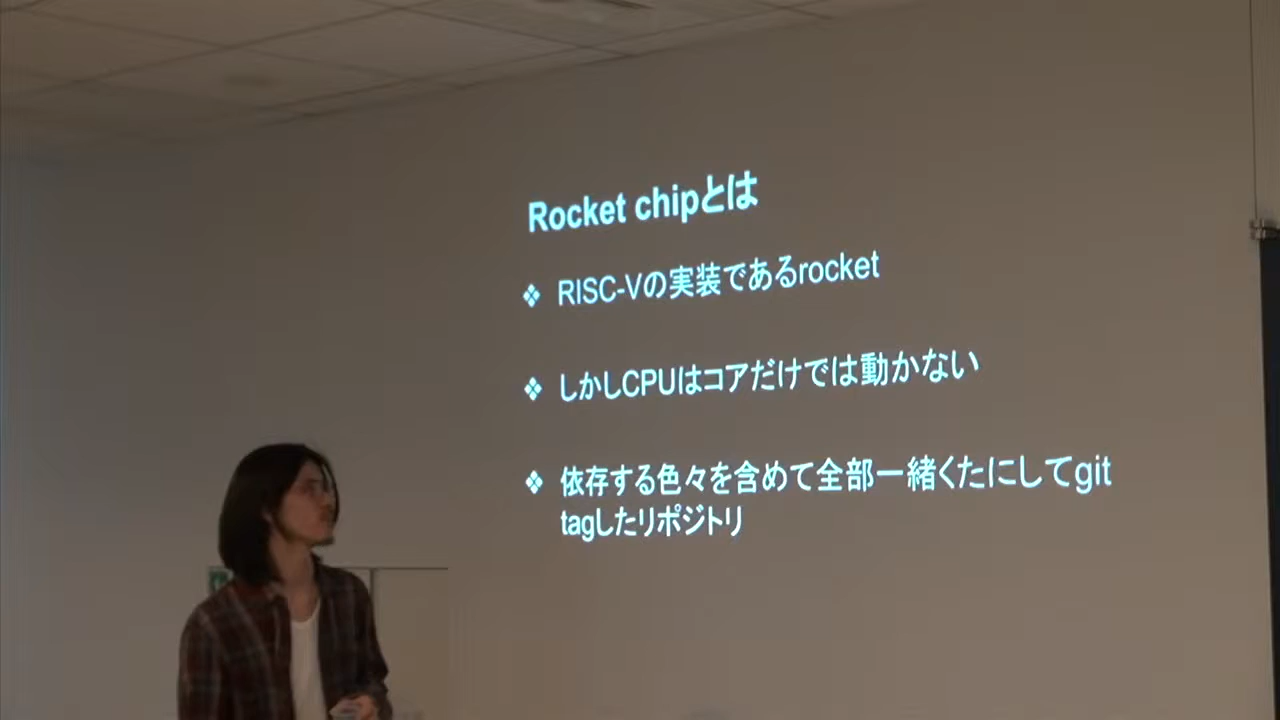 Rocket chipとは
❖ RISC-Vの実装であるrocket
❖ しかしCPUはコアだけでは動かない
❖ 依存する色々を含めて全部一緒くたにしてgit
tagしたリポジトリ